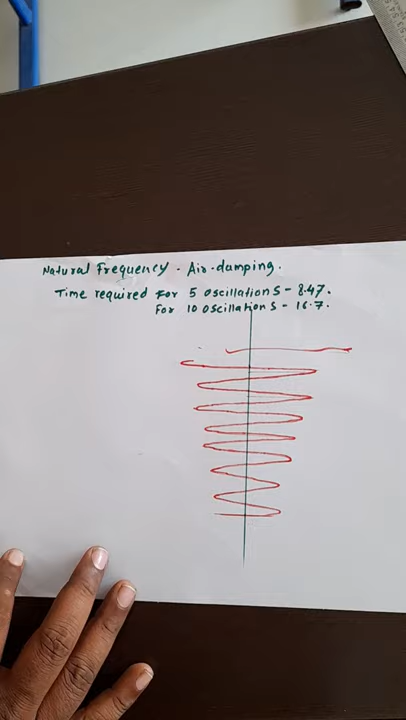 Natural Frequency - Air-damping.
Time required for 5 oscillations - 8.47.
For 10 oscillations - 16.7.